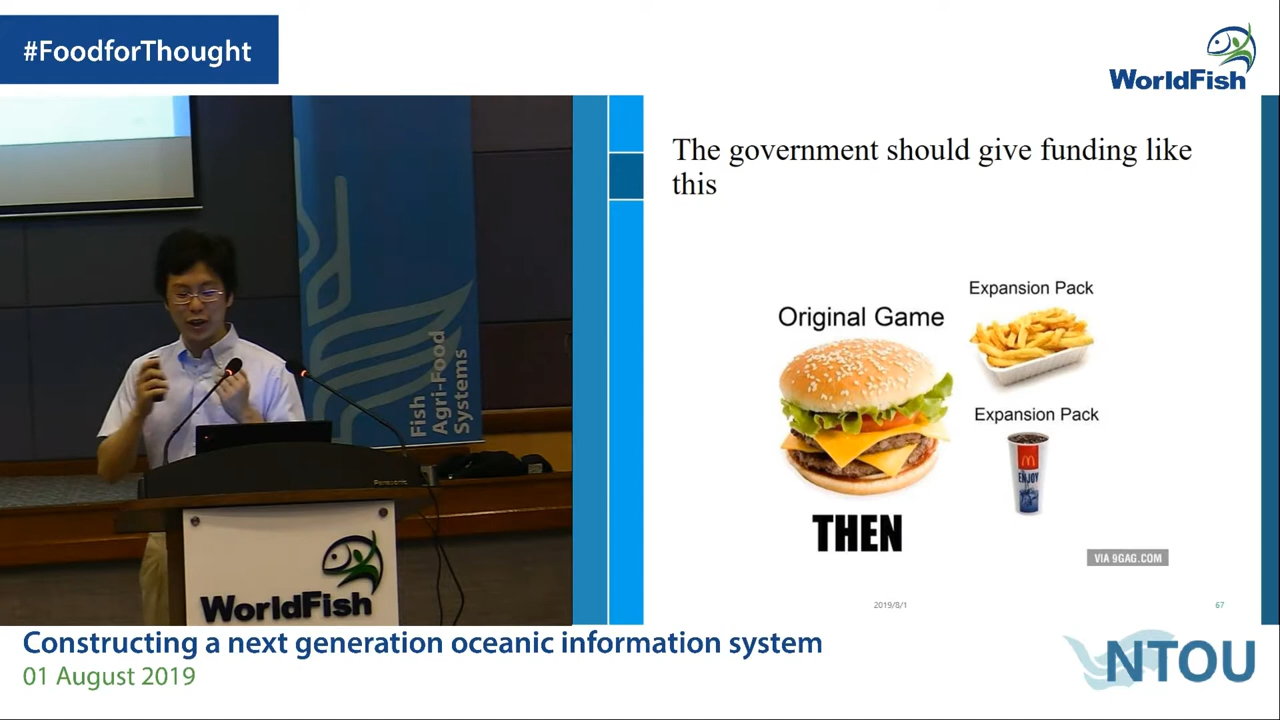 #FoodforThought
WorldFish
The government should give funding like
this
Expansion Pack
Original Game
Expansion Pack
ENJOY
THEN
VIA 9GAG.COM
2019/8/1
67
Fish
Agri-Food
Systems
Panasonic
WorldFish
Constructing a next generation oceanic information system
01 August 2019
NTOU